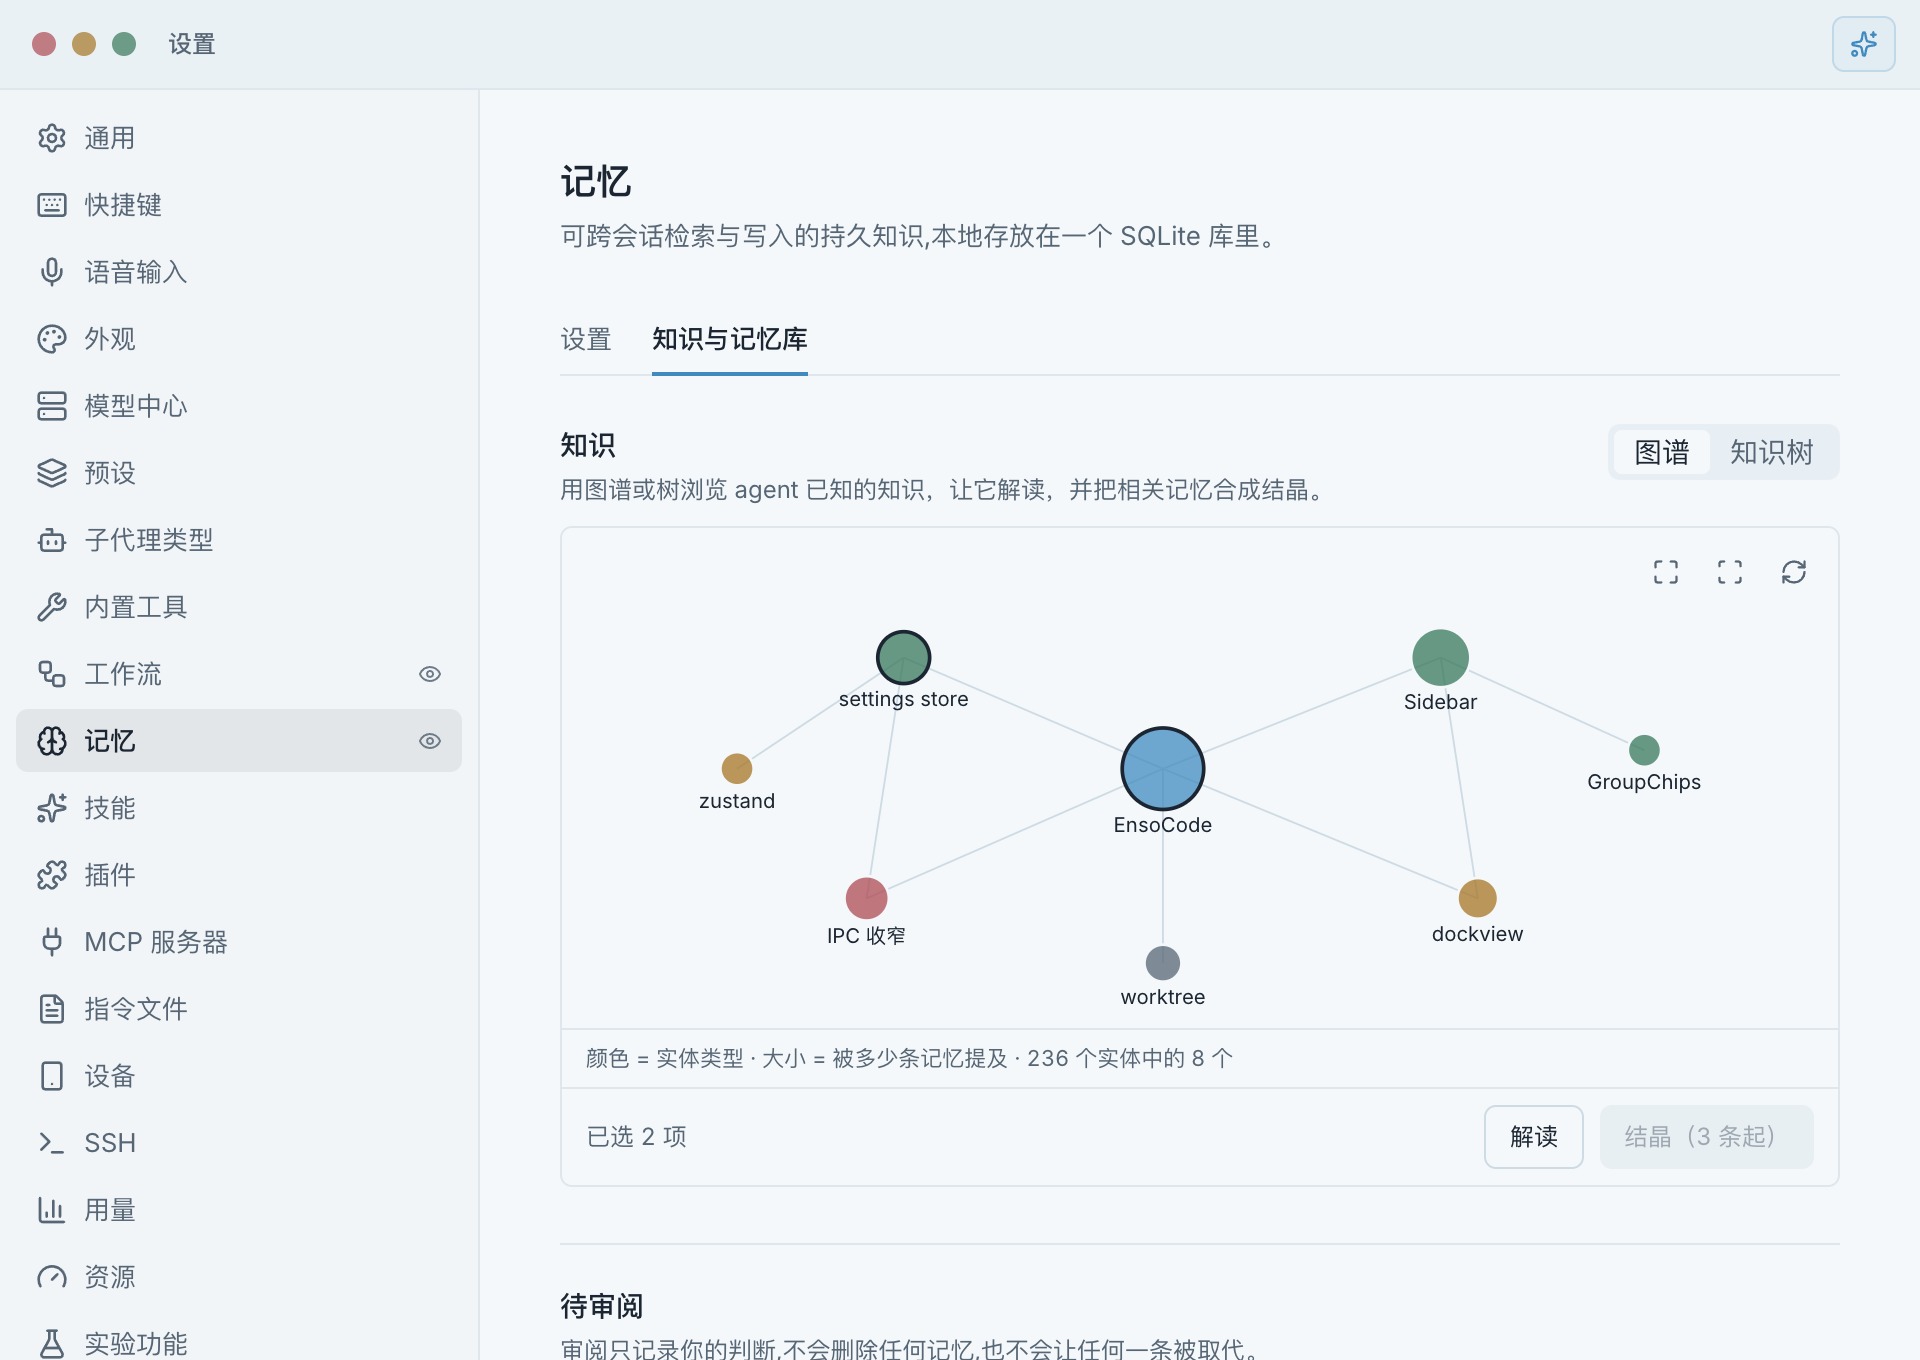 设置
通用
快捷键
语音输入
外观
模型中心
预设
子代理类型
内置工具
工作流
记忆
技能
插件
MCP 服务器
指令文件
设备
SSH
用量
资源
实验功能
记忆
可跨会话检索与写入的持久知识,本地存放在一个 SQLite 库里。
设置
知识与记忆库
知识
用图谱或树浏览 agent 已知的知识，让它解读，并把相关记忆合成结晶。
图谱
知识树
settings store
Sidebar
zustand
EnsoCode
GroupChips
IPC 收窄
dockview
worktree
颜色 = 实体类型 · 大小 = 被多少条记忆提及 · 236 个实体中的 8 个
已选 2 项
解读
结晶（3 条起）
待审阅
审阅只记录你的判断,不会删除任何记忆,也不会让任何一条被取代。